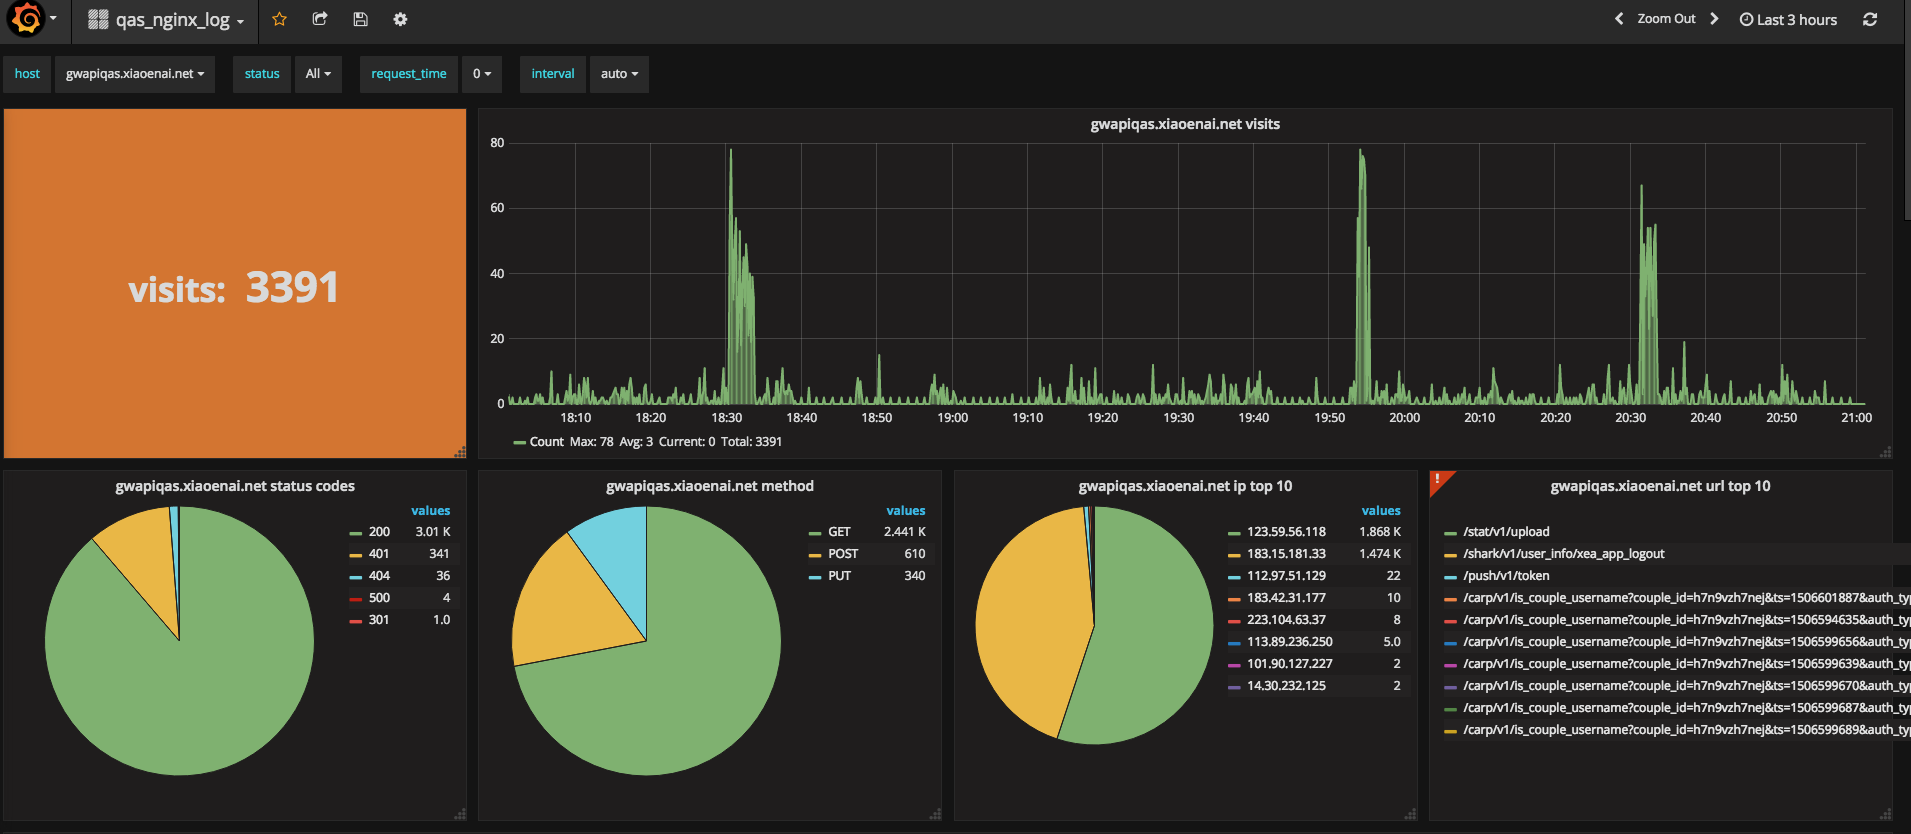 qas_nginx_log
Zoom Out
Last 3 hours
host gwapiqas.xiaoenai.net status All request_time 0 interval auto
visits: 3391
gwapiqas.xiaoenai.net visits
80
60
40
20
0
18:10 18:20 18:30 18:40 18:50 19:00 19:10 19:20 19:30 19:40 19:50 20:00 20:10 20:20 20:30 20:40 20:50 21:00
Count Max: 78 Avg: 3 Current: 0 Total: 3391
gwapiqas.xiaoenai.net status codes
values
200 3.01 K
401 341
404 36
500 4
301 1.0
gwapiqas.xiaoenai.net method
values
GET 2.441 K
POST 610
PUT 340
gwapiqas.xiaoenai.net ip top 10
values
123.59.56.118 1.868 K
183.15.181.33 1.474 K
112.97.51.129 22
183.42.31.177 10
223.104.63.37 8
113.89.236.250 5.0
101.90.127.227 2
14.30.232.125 2
!
gwapiqas.xiaoenai.net url top 10
/stat/v1/upload
/shark/v1/user_info/xea_app_logout
/push/v1/token
/carp/v1/is_couple_username?couple_id=h7n9vzh7nej&ts=1506601887&auth_typ
/carp/v1/is_couple_username?couple_id=h7n9vzh7nej&ts=1506594635&auth_typ
/carp/v1/is_couple_username?couple_id=h7n9vzh7nej&ts=1506599656&auth_typ
/carp/v1/is_couple_username?couple_id=h7n9vzh7nej&ts=1506599639&auth_typ
/carp/v1/is_couple_username?couple_id=h7n9vzh7nej&ts=1506599670&auth_typ
/carp/v1/is_couple_username?couple_id=h7n9vzh7nej&ts=1506599687&auth_typ
/carp/v1/is_couple_username?couple_id=h7n9vzh7nej&ts=1506599689&auth_typ